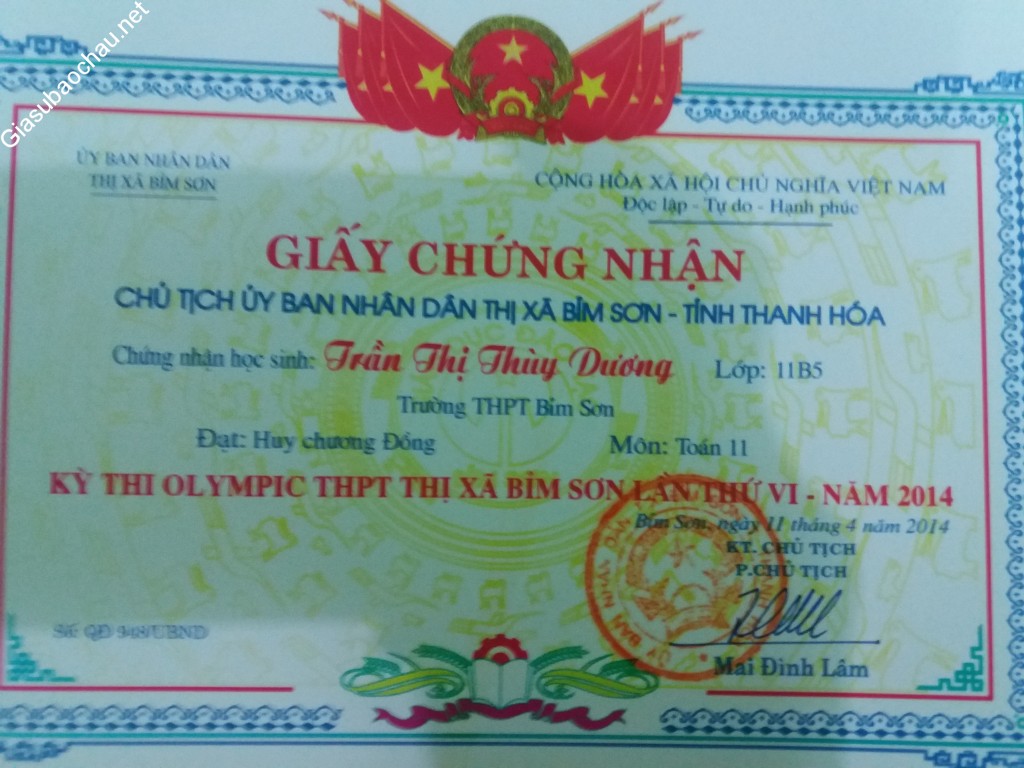 Giasubaochau.net
ỦY BAN NHÂN DÂN
THỊ XÃ BỈM SƠN
CỘNG HÒA XÃ HỘI CHỦ NGHĨA VIỆT NAM
Độc lập - Tự do - Hạnh phúc
GIẤY CHỨNG NHẬN
CHỦ TỊCH ỦY BAN NHÂN DÂN THỊ XÃ BỈM SƠN - TỈNH THANH HÓA
Chứng nhận học sinh: Trần Thị Thùy Dương Lớp: 11B5
Trường THPT Bỉm Sơn
Đạt: Huy chương Đồng Môn: Toán 11
KỲ THI OLYMPIC THPT THỊ XÃ BỈM SƠN LẦN THỨ VI - NĂM 2014
Bỉm Sơn, ngày 11 tháng 4 năm 2014
KT. CHỦ TỊCH
P.CHỦ TỊCH
Số: QĐ 948/UBND
Mai Đình Lâm